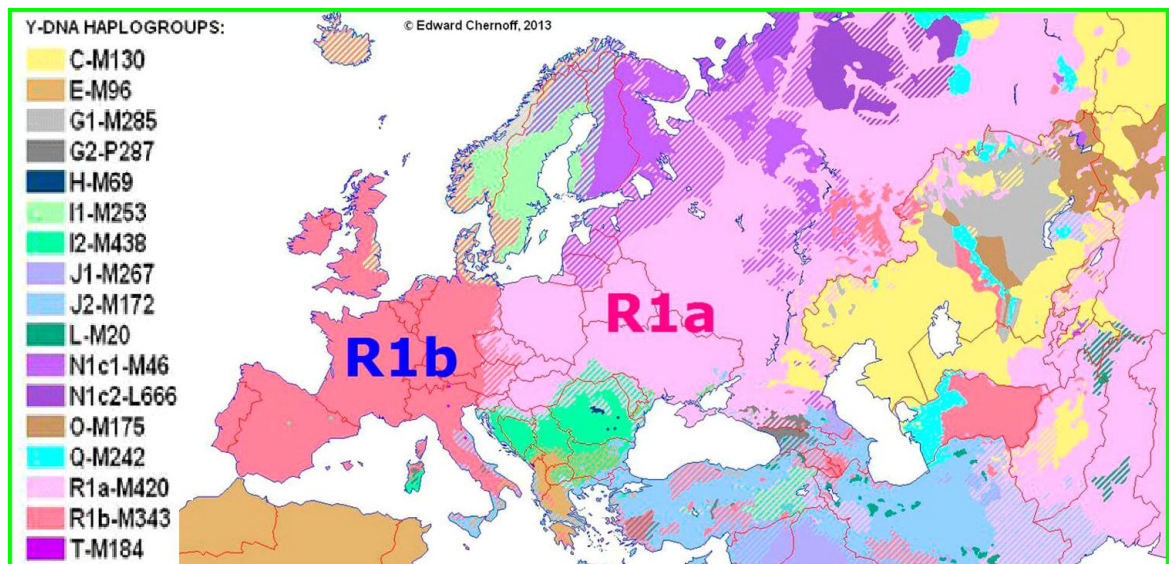 Y-DNA HAPLOGROUPS:
© Edward Chernoff, 2013
C-M130
E-M96
G1-M285
G2-P287
H-M69
I1-M253
I2-M438
J1-M267
J2-M172
L-M20
N1c1-M46
N1c2-L666
O-M175
Q-M242
R1a-M420
R1b-M343
T-M184
R1a
R1b